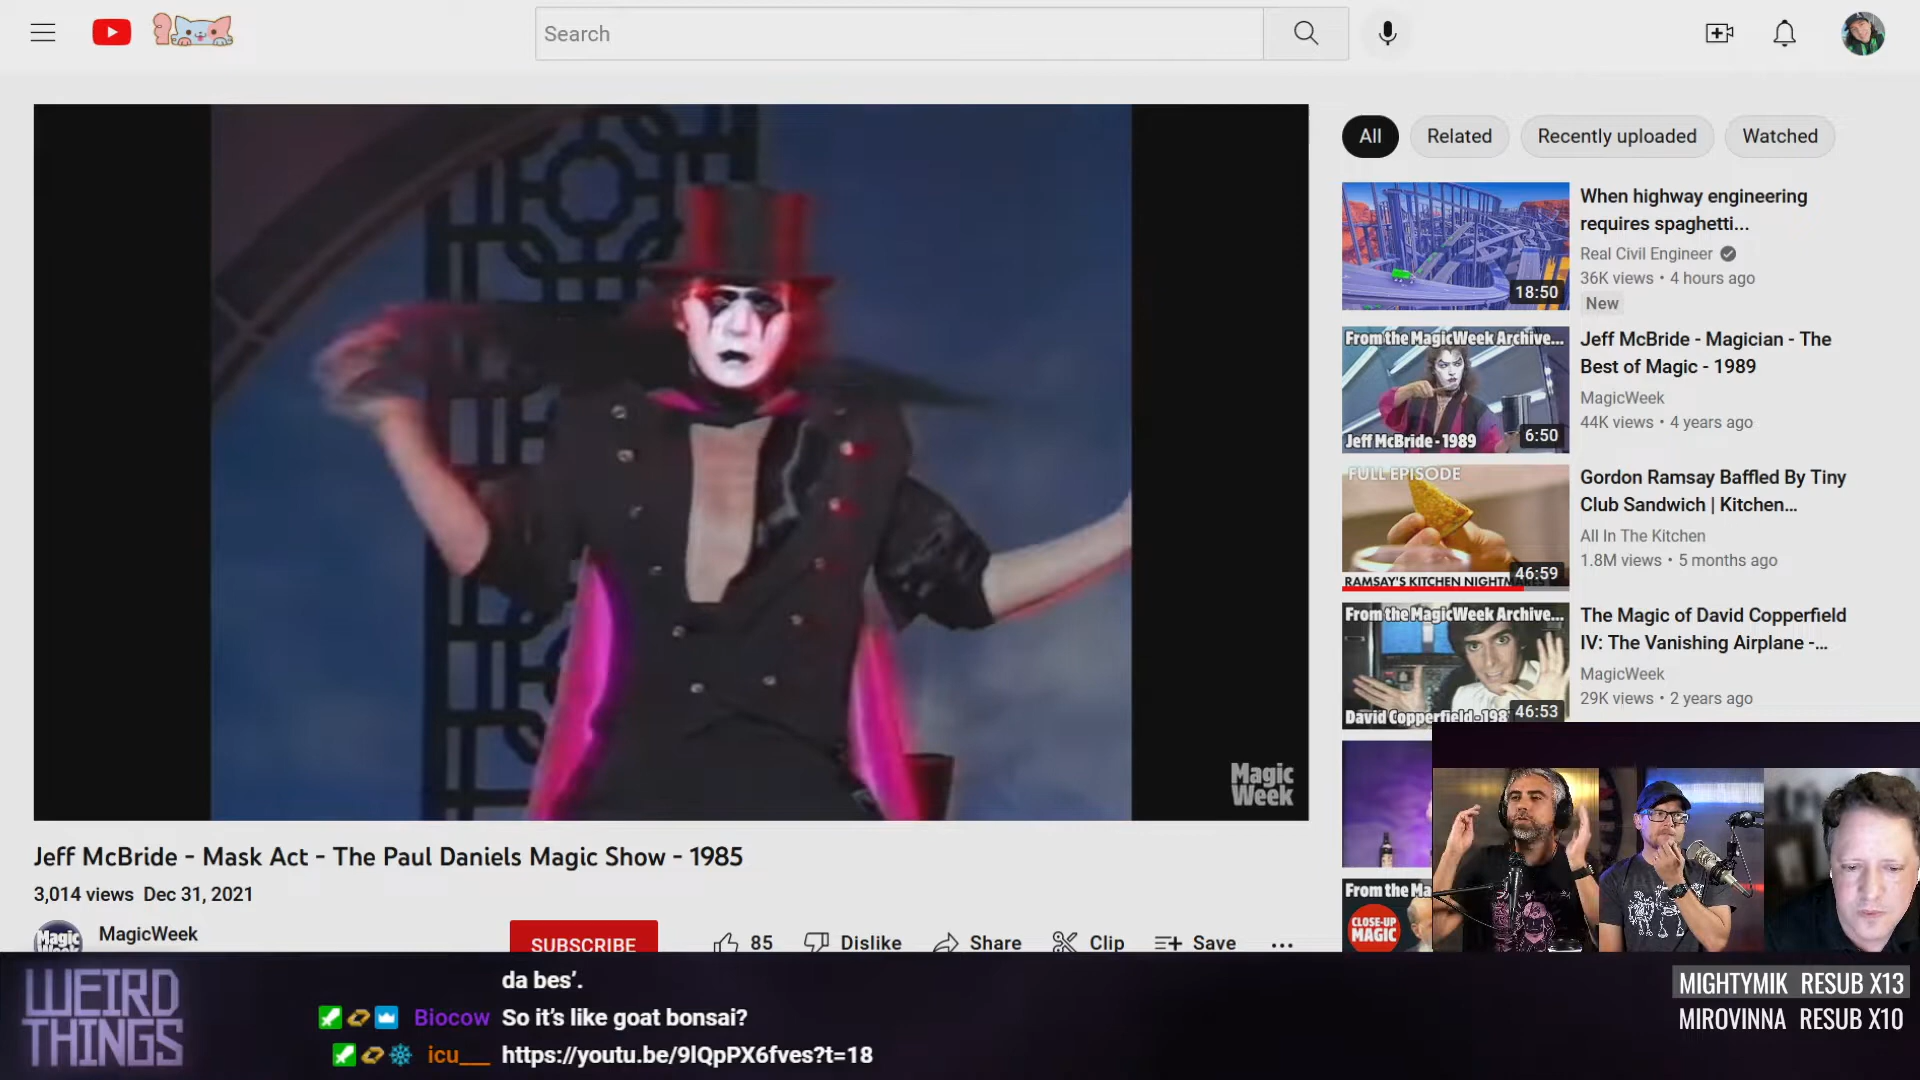 Search
All
Related
Recently uploaded
Watched
Magic
Week
When highway engineering
requires spaghetti...
Real Civil Engineer
36K views • 4 hours ago
New
18:50
From the MagicWeek Archive...
Jeff McBride - 1989
6:50
Jeff McBride - Magician - The
Best of Magic - 1989
MagicWeek
44K views • 4 years ago
FULL EPISODE
46:59
Gordon Ramsay Baffled By Tiny
Club Sandwich | Kitchen...
All In The Kitchen
1.8M views • 5 months ago
From the MagicWeek Archive...
46:53
The Magic of David Copperfield
IV: The Vanishing Airplane -...
MagicWeek
29K views • 2 years ago
From the Ma
CLOSE-UP
MAGIC
Jeff McBride - Mask Act - The Paul Daniels Magic Show - 1985
3,014 views Dec 31, 2021
Magic
MagicWeek
SUBSCRIBE
85
Dislike
Share
Clip
Save
WEIRD
THINGS
da bes’.
Biocow So it’s like goat bonsai?
icu___ https://youtu.be/9lQpPX6fves?t=18
MIGHTYMIK RESUB X13
MIROVINNA RESUB X10